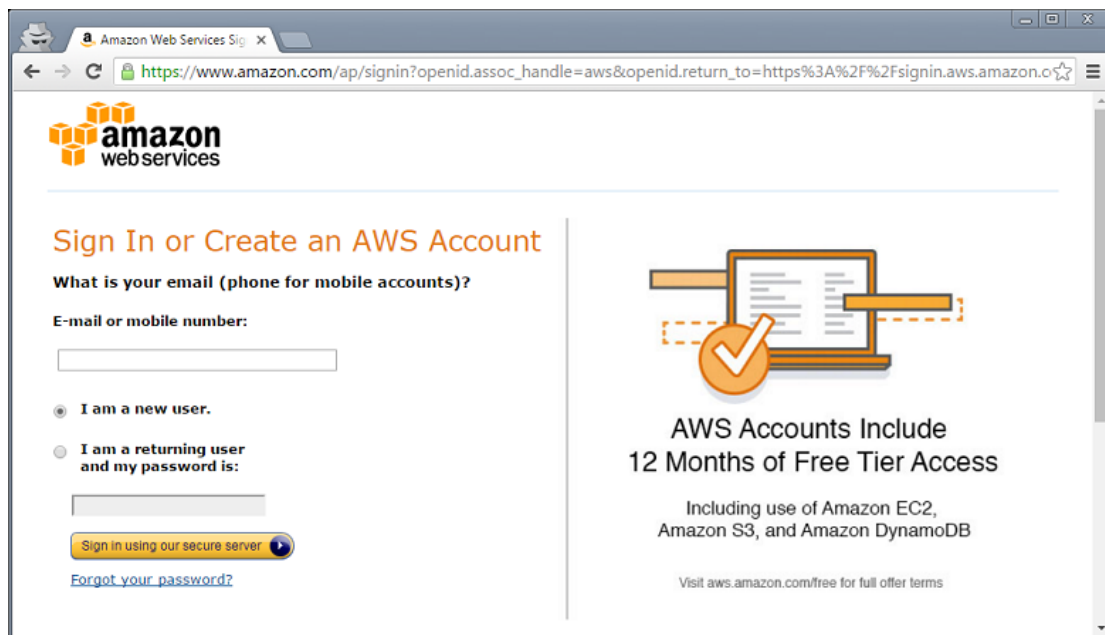 Amazon Web Services Sig
https://www.amazon.com/ap/signin?openid.assoc_handle=aws&openid.return_to=https%3A%2F%2Fsignin.aws.amazon.c
amazon
webservices
Sign In or Create an AWS Account
What is your email (phone for mobile accounts)?
E-mail or mobile number:
I am a new user.
I am a returning user
and my password is:
Sign in using our secure server
Forgot your password?
AWS Accounts Include
12 Months of Free Tier Access
Including use of Amazon EC2,
Amazon S3, and Amazon DynamoDB
Visit aws.amazon.com/free for full offer terms